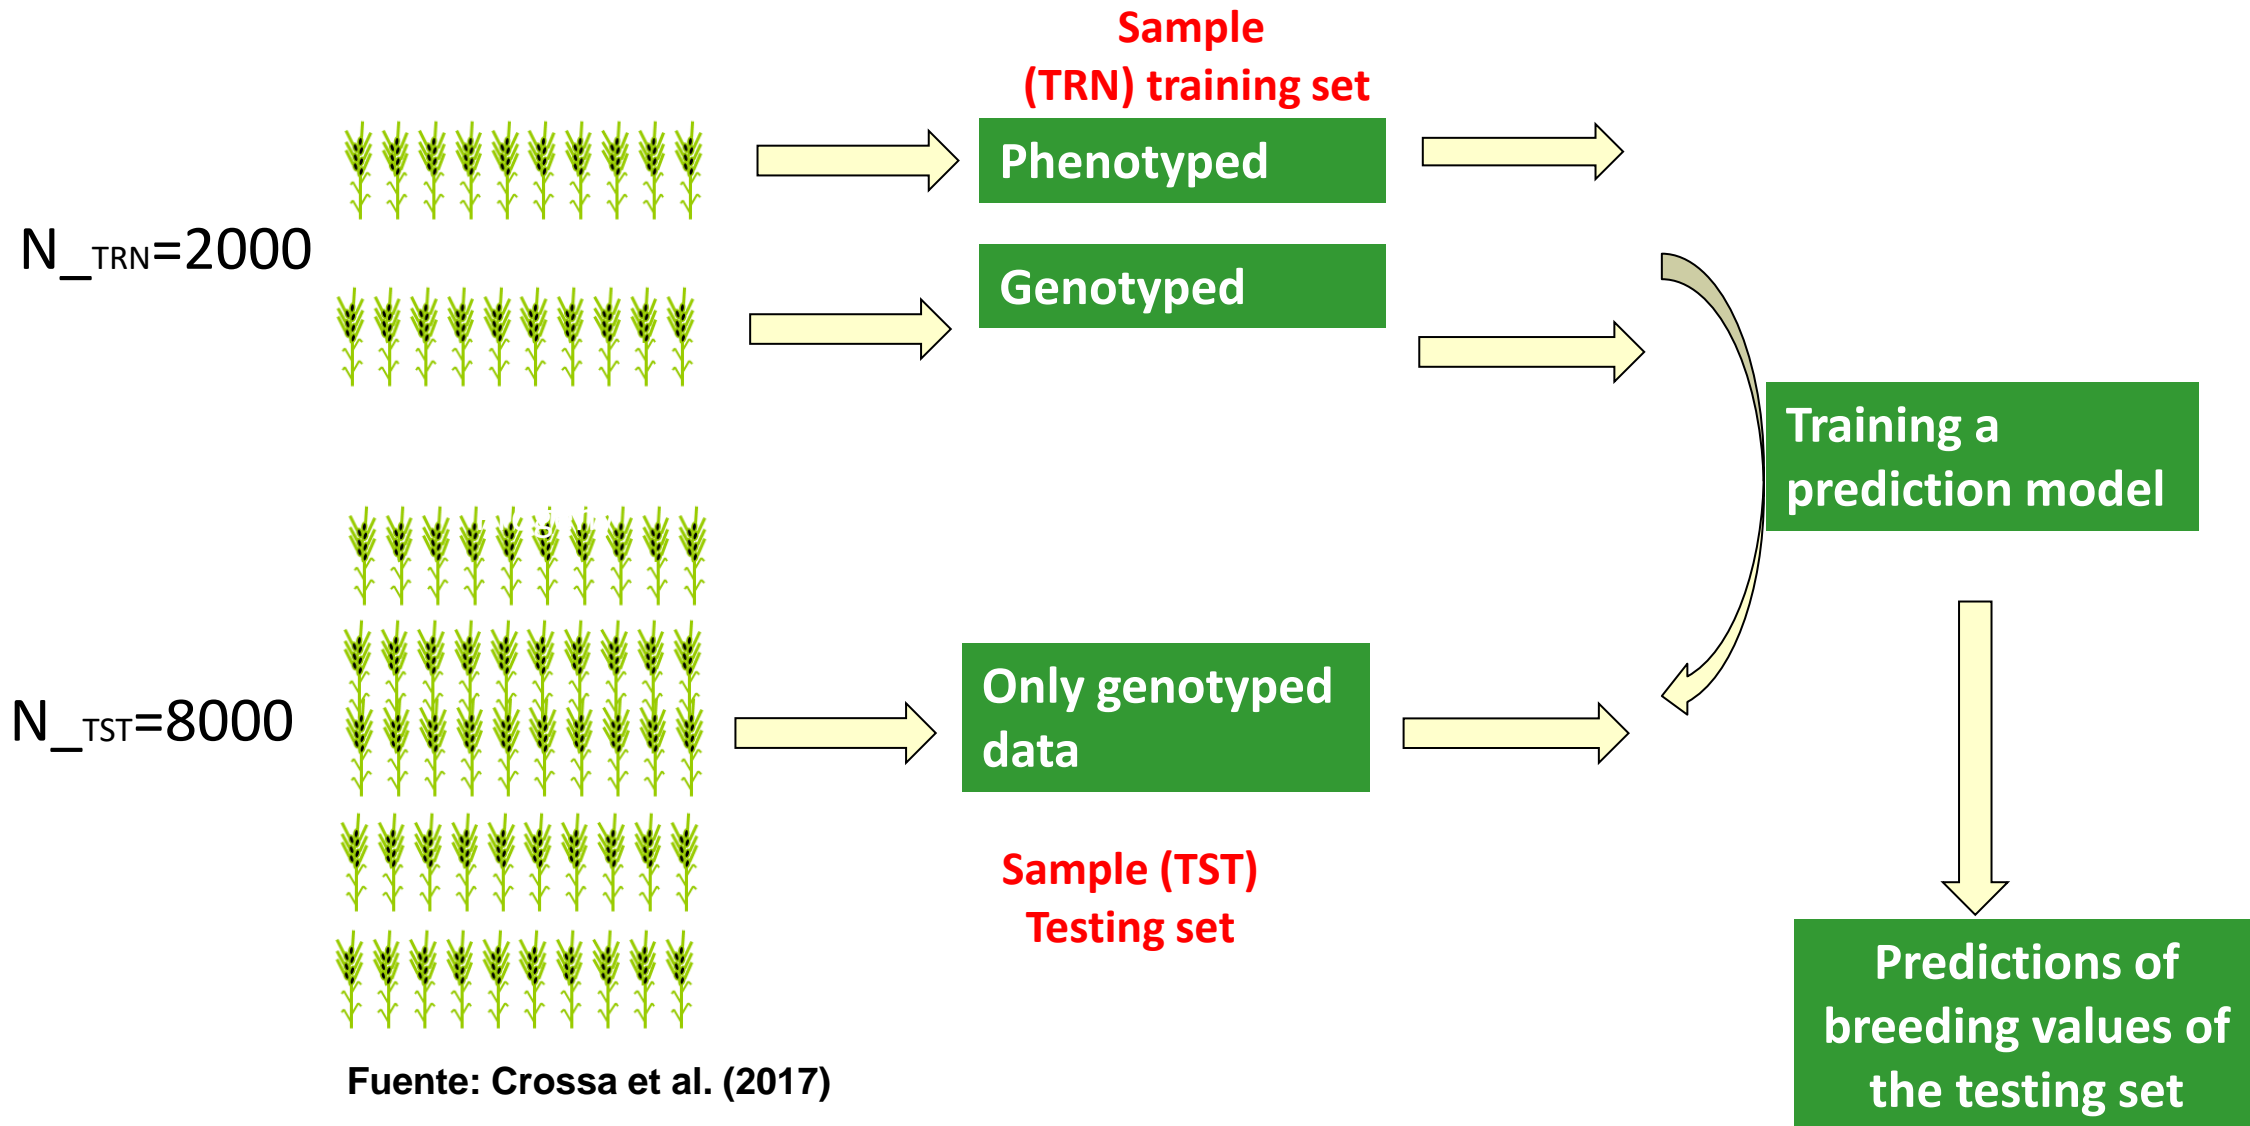 Sample
(TRN) training set
Phenotyped
N_TRN=2000
Genotyped
Training a
prediction model
N_TST=8000
Only genotyped
data
Sample (TST)
Testing set
Predictions of
breeding values of
the testing set
Fuente: Crossa et al. (2017)